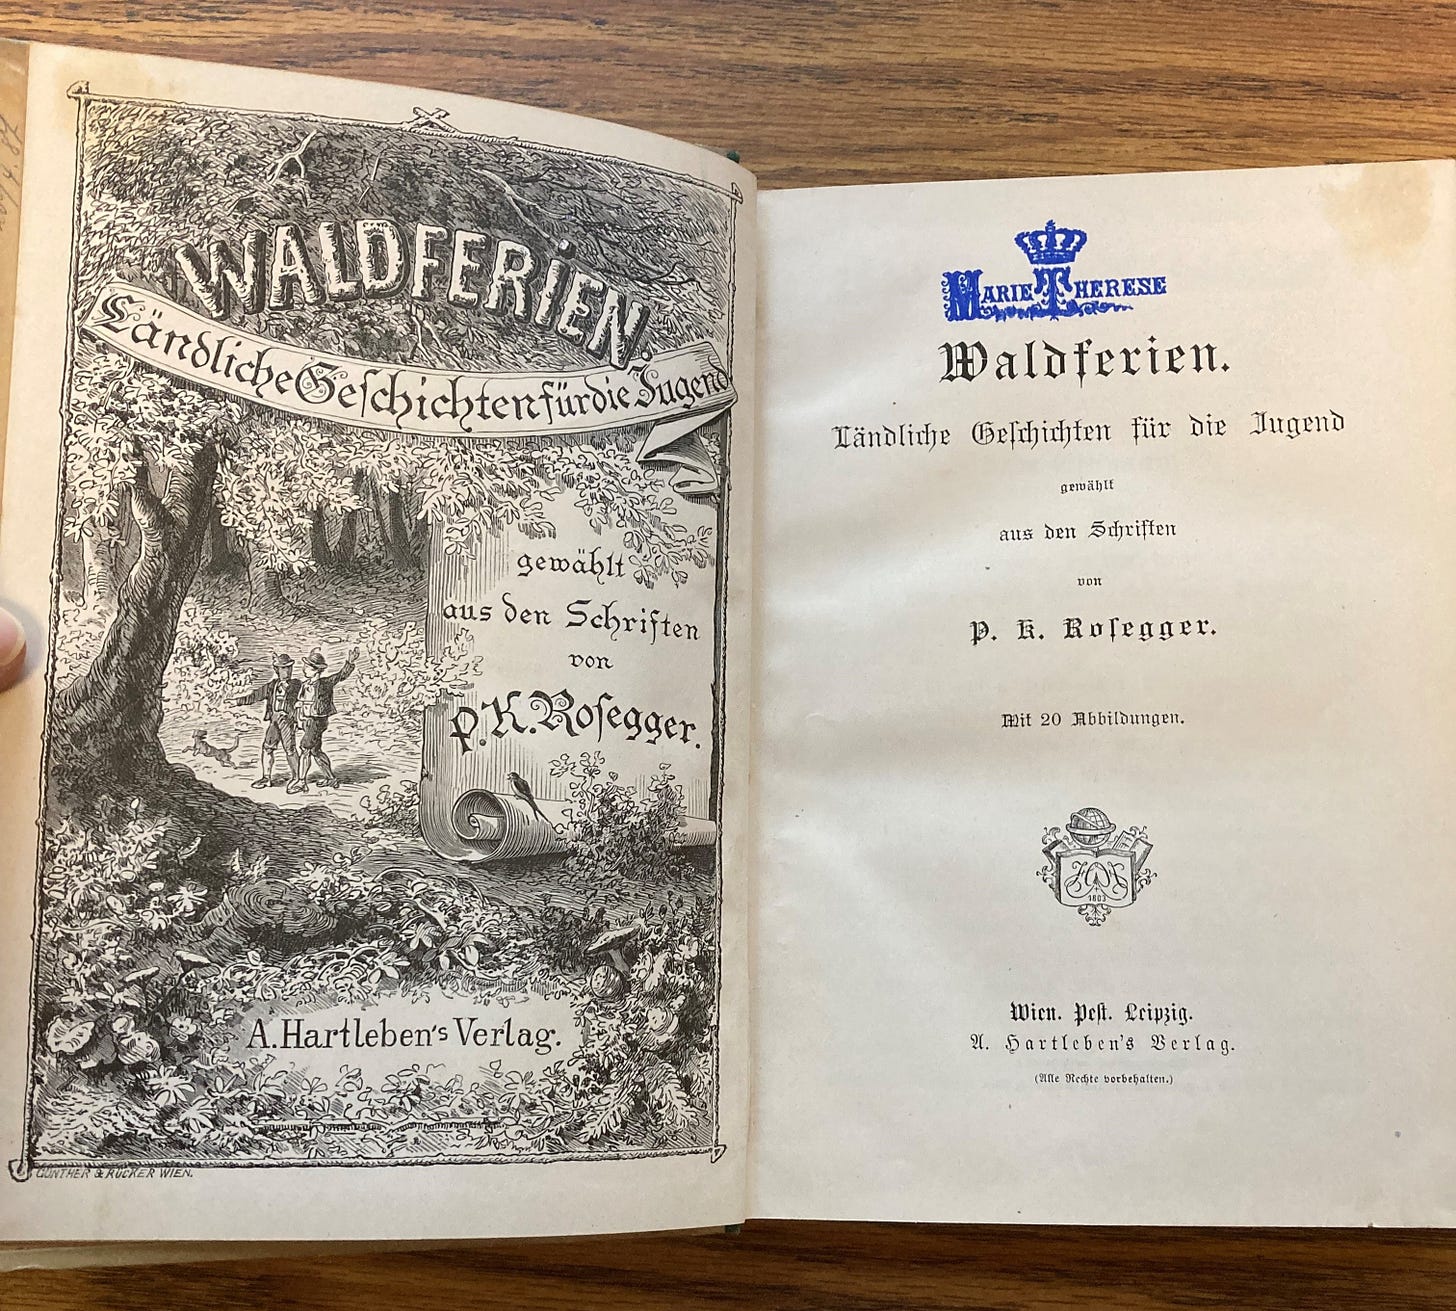 WALDFERIEN.
Ländliche Geschichten für die Jugend
gewählt
aus den Schriften
von
P. K. Rosegger.
A. Hartleben's Verlag.
GÜNTHER & RÜCKER WIEN.
MARIE THERESE
Waldferien.
Ländliche Geschichten für die Jugend
gewählt
aus den Schriften
von
P. K. Rosegger.
Mit 20 Abbildungen.
1803
Wien. Pest. Leipzig.
A. Hartleben's Verlag.
(Alle Rechte vorbehalten.)